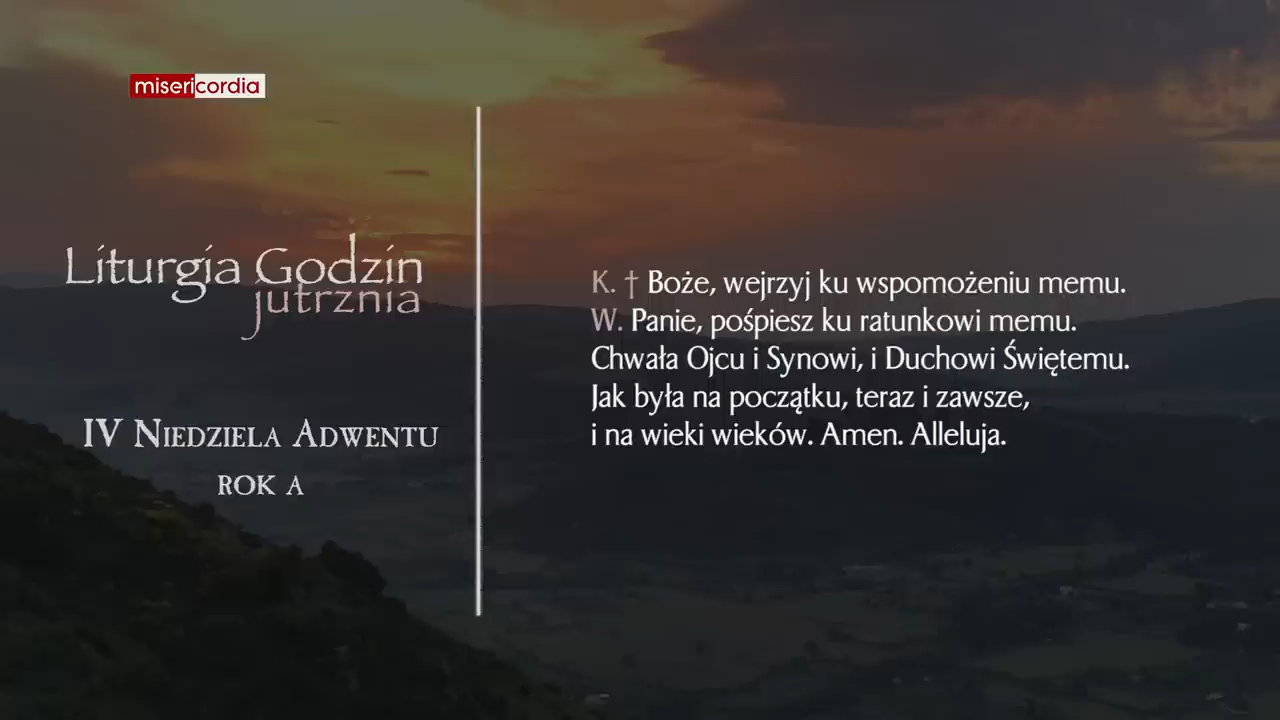 misericordia
Liturgia Godzin
jutrznia
IV Niedziela Adwentu
rok A
K. † Boże, wejrzyj ku wspomożeniu memu.
W. Panie, pośpiesz ku ratunkowi memu.
Chwała Ojcu i Synowi, i Duchowi Świętemu.
Jak była na początku, teraz i zawsze,
i na wieki wieków. Amen. Alleluja.